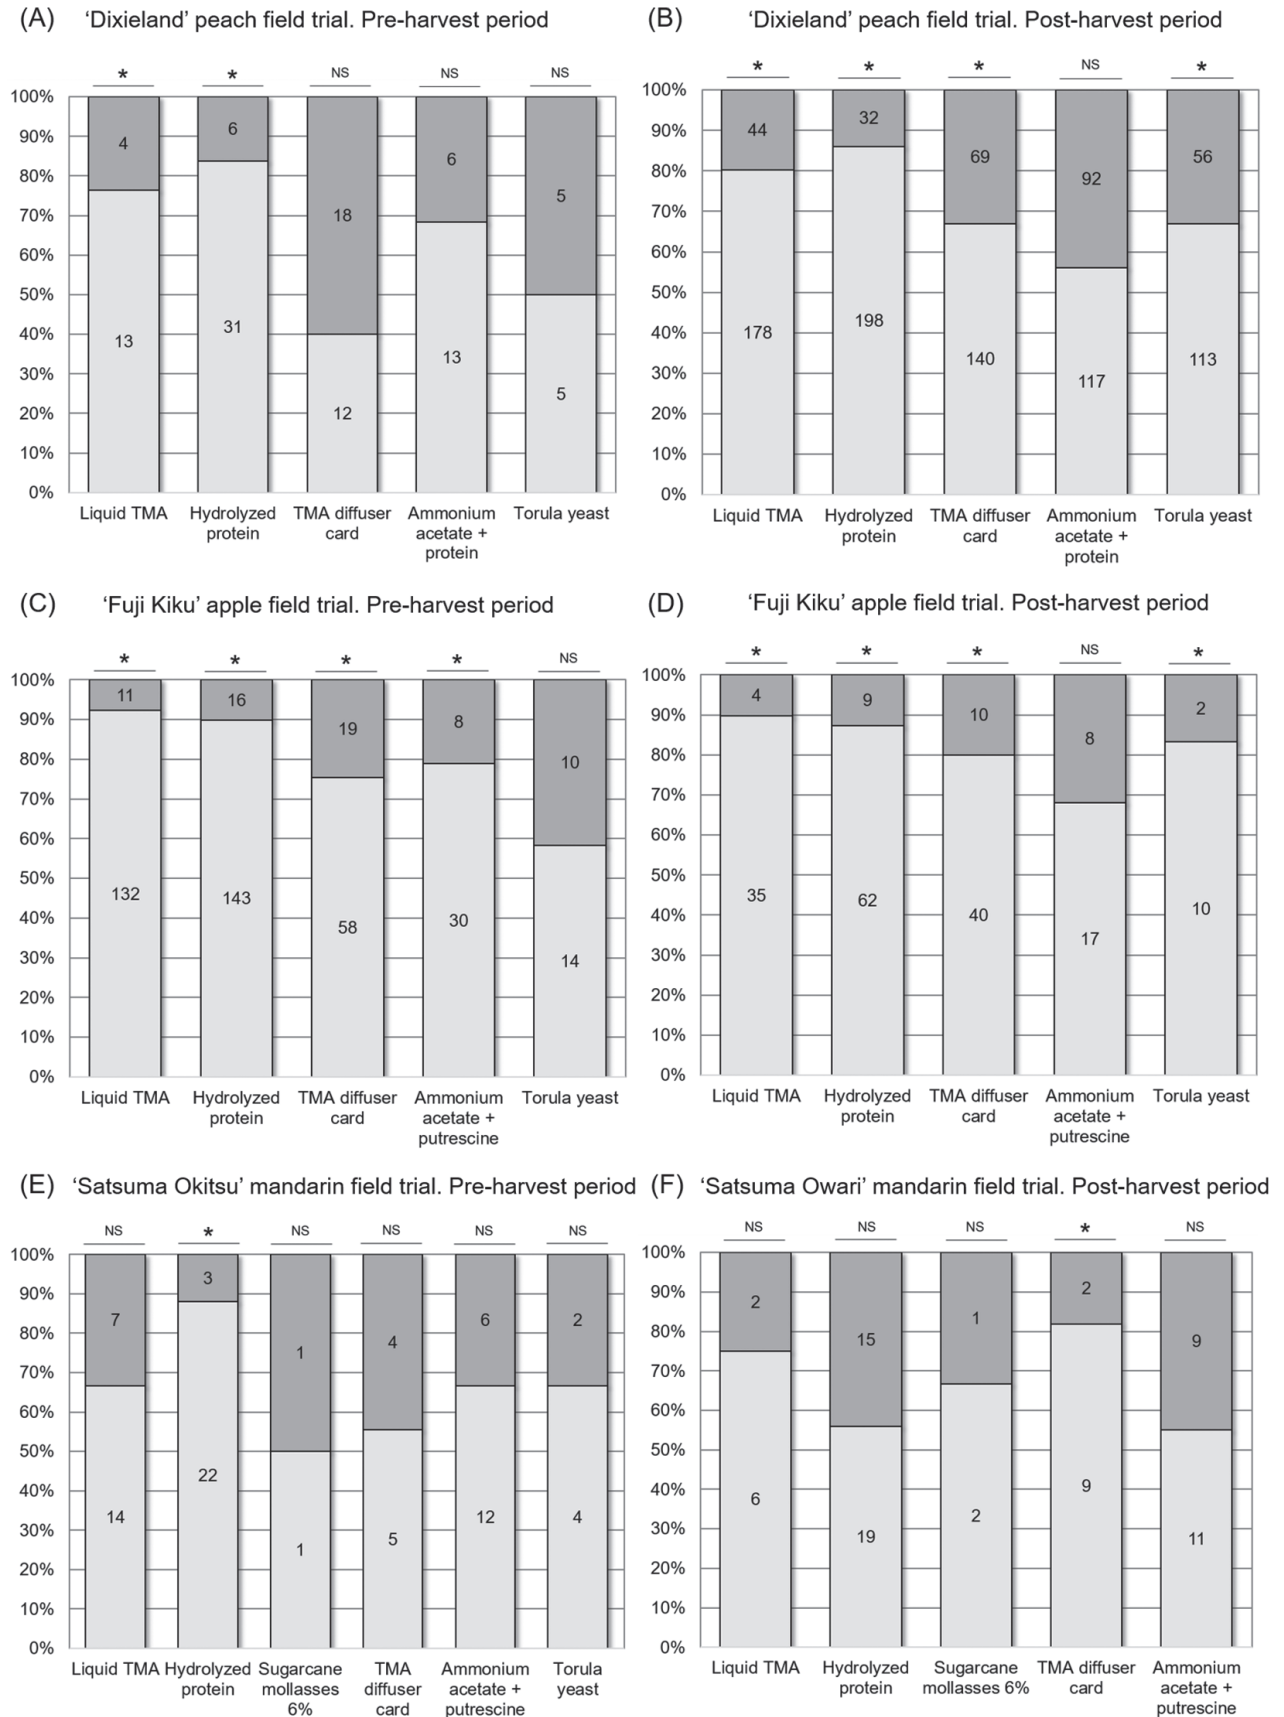 (A) ‘Dixieland’ peach field trial. Pre-harvest period
* * NS NS NS
100%
90%
80%
70%
60%
50%
40%
30%
20%
10%
0%
4 6 18 6 5
13 31 12 13 5
Liquid TMA Hydrolyzed TMA diffuser Ammonium Torula yeast
protein card acetate +
protein
(B) ‘Dixieland’ peach field trial. Post-harvest period
* * * NS *
100%
90%
80%
70%
60%
50%
40%
30%
20%
10%
0%
44 32 69 92 56
178 198 140 117 113
Liquid TMA Hydrolyzed TMA diffuser Ammonium Torula yeast
protein card acetate +
protein
(C) ‘Fuji Kiku’ apple field trial. Pre-harvest period
* * * * NS
100%
90%
80%
70%
60%
50%
40%
30%
20%
10%
0%
11 16 19 8 10
132 143 58 30 14
Liquid TMA Hydrolyzed TMA diffuser Ammonium Torula yeast
protein card acetate +
putrescine
(D) ‘Fuji Kiku’ apple field trial. Post-harvest period
* * * NS *
100%
90%
80%
70%
60%
50%
40%
30%
20%
10%
0%
4 9 10 8 2
35 62 40 17 10
Liquid TMA Hydrolyzed TMA diffuser Ammonium Torula yeast
protein card acetate +
putrescine
(E) ‘Satsuma Okitsu’ mandarin field trial. Pre-harvest period
NS * NS NS NS NS
100%
90%
80%
70%
60%
50%
40%
30%
20%
10%
0%
7 3 1 4 6 2
14 22 1 5 12 4
Liquid TMA Hydrolyzed Sugarcane TMA Ammonium Torula
protein mollasses diffuser acetate + yeast
6% card putrescine
(F) ‘Satsuma Owari’ mandarin field trial. Post-harvest period
NS NS NS * NS
100%
90%
80%
70%
60%
50%
40%
30%
20%
10%
0%
2 15 1 2 9
6 19 2 9 11
Liquid TMA Hydrolyzed Sugarcane TMA diffuser Ammonium
protein mollasses 6% card acetate +
putrescine